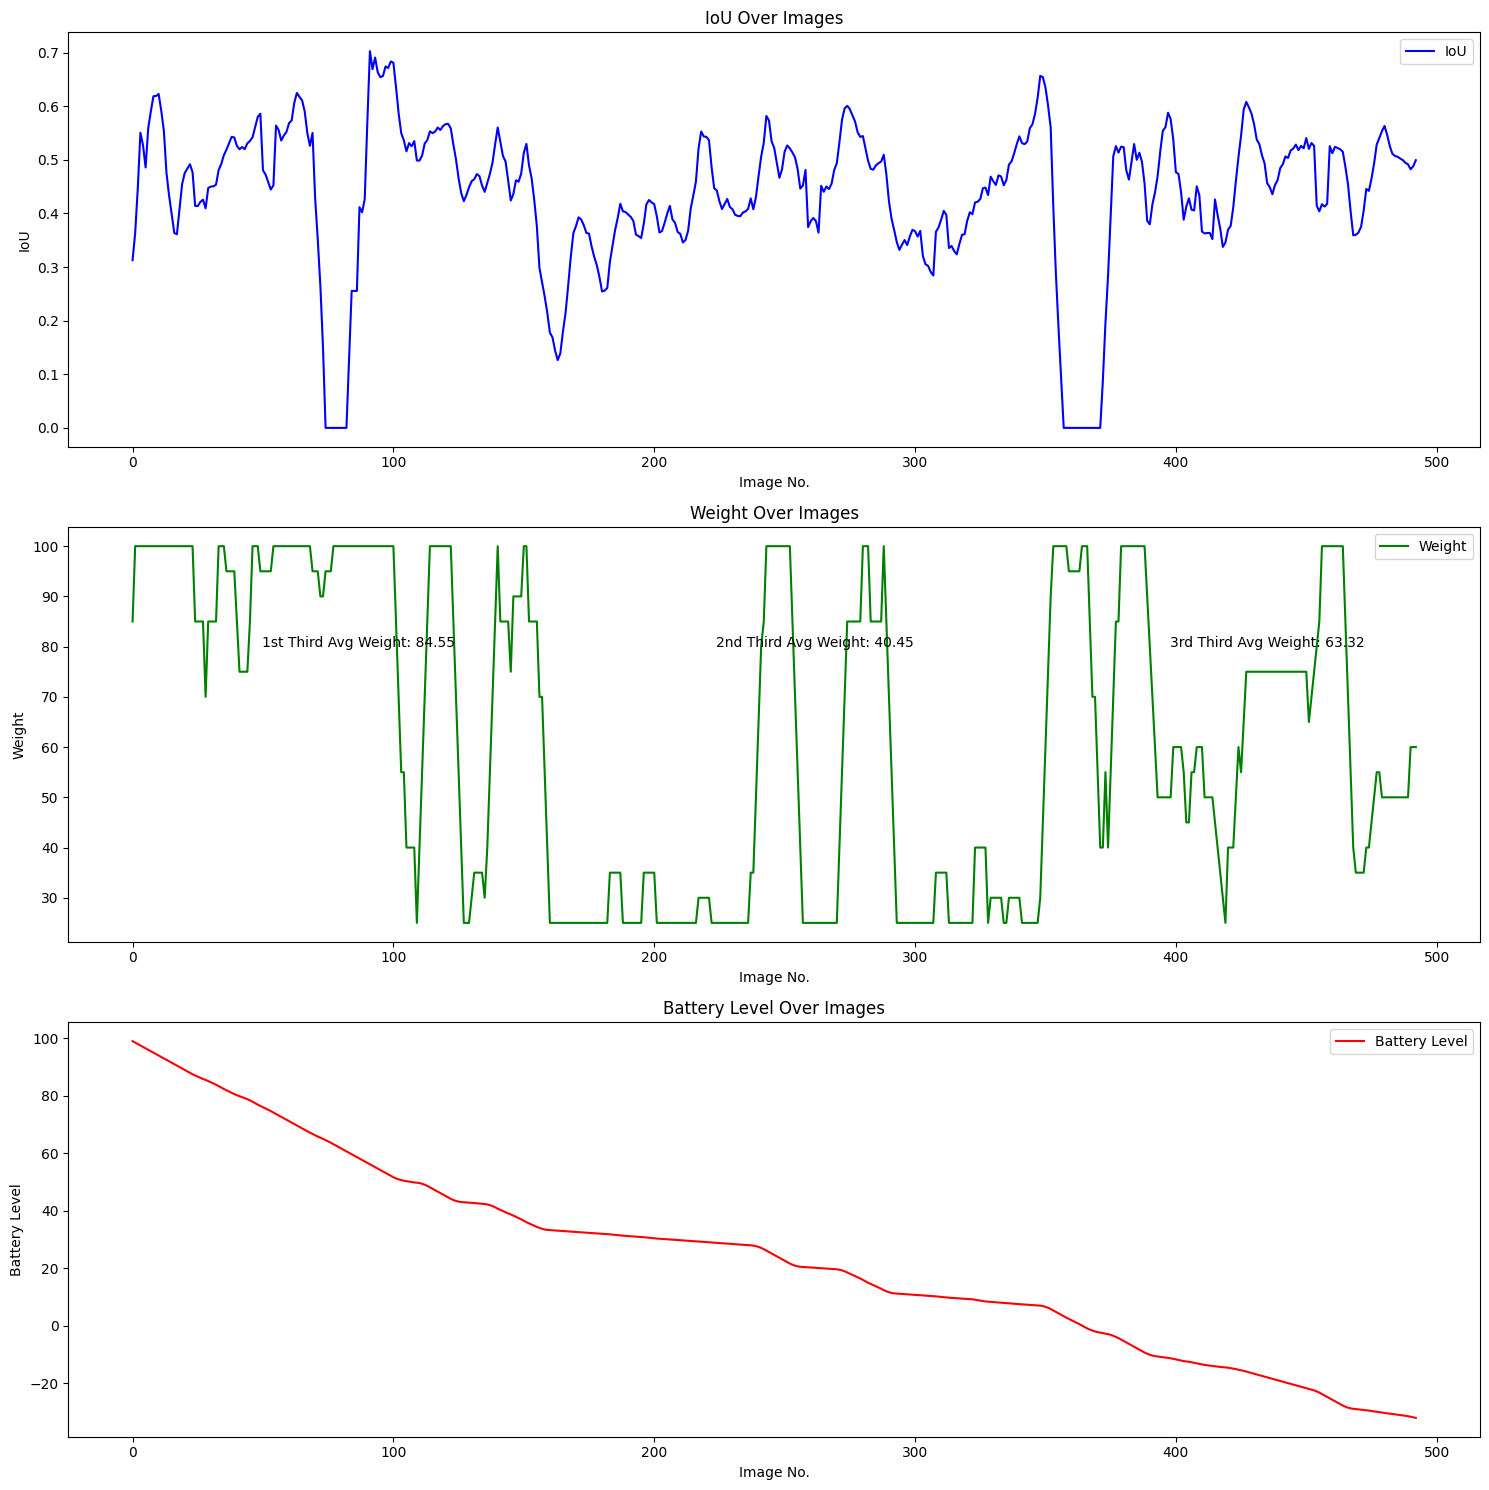 IoU Over Images
IoU
0.7
0.6
0.5
0.4
0.3
0.2
0.1
0.0
IoU
0 100 200 300 400 500
Image No.
Weight Over Images
Weight
100
90
80
70
60
50
40
30
Weight
1st Third Avg Weight: 84.55 2nd Third Avg Weight: 40.45 3rd Third Avg Weight: 63.32
0 100 200 300 400 500
Image No.
Battery Level Over Images
Battery Level
100
80
60
40
20
0
−20
Battery Level
0 100 200 300 400 500
Image No.